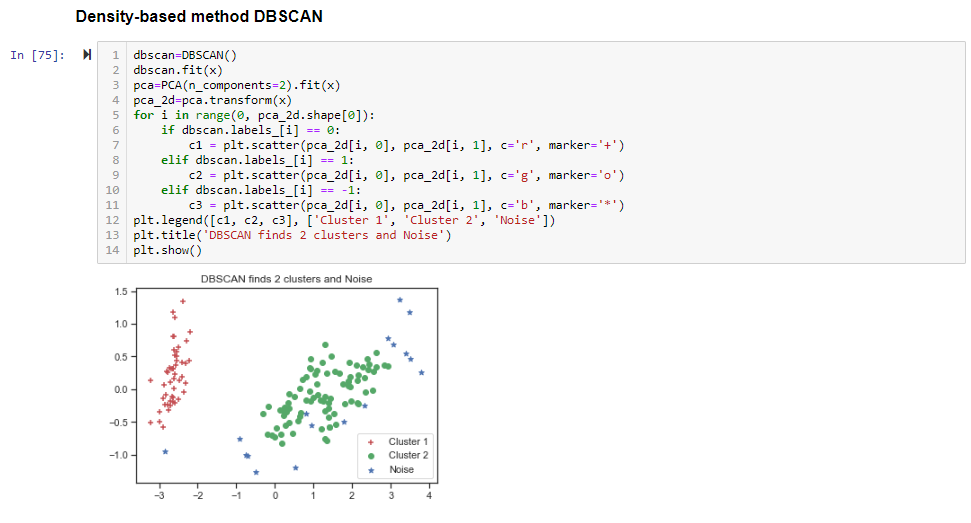 Density-based method DBSCAN
In [75]:
1 dbscan=DBSCAN()
2 dbscan.fit(x)
3 pca=PCA(n_components=2).fit(x)
4 pca_2d=pca.transform(x)
5 for i in range(0, pca_2d.shape[0]):
6     if dbscan.labels_[i] == 0:
7         c1 = plt.scatter(pca_2d[i, 0], pca_2d[i, 1], c='r', marker='+')
8     elif dbscan.labels_[i] == 1:
9         c2 = plt.scatter(pca_2d[i, 0], pca_2d[i, 1], c='g', marker='o')
10     elif dbscan.labels_[i] == -1:
11         c3 = plt.scatter(pca_2d[i, 0], pca_2d[i, 1], c='b', marker='*')
12 plt.legend([c1, c2, c3], ['Cluster 1', 'Cluster 2', 'Noise'])
13 plt.title('DBSCAN finds 2 clusters and Noise')
14 plt.show()
DBSCAN finds 2 clusters and Noise
1.5
1.0
0.5
0.0
−0.5
−1.0
Cluster 1
Cluster 2
Noise
−3 −2 −1 0 1 2 3 4